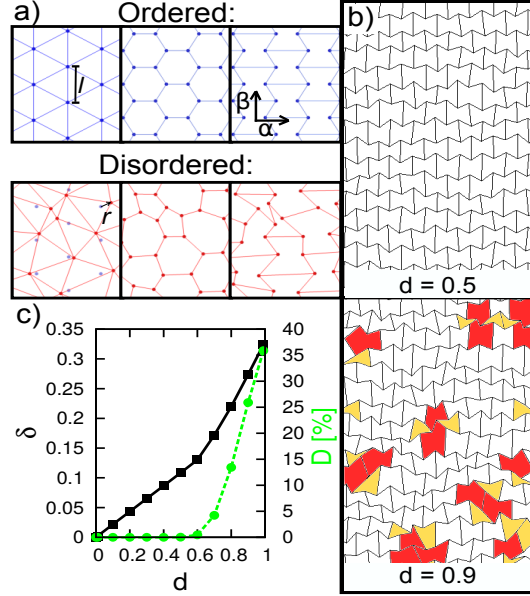 a)
Ordered:
l
β
α
Disordered:
r
b)
d = 0.5
d = 0.9
c)
0.35
0.3
0.25
0.2
0.15
0.1
0.05
0
δ
40
35
30
25
20
15
10
5
0
D [%]
0 0.2 0.4 0.6 0.8 1
d